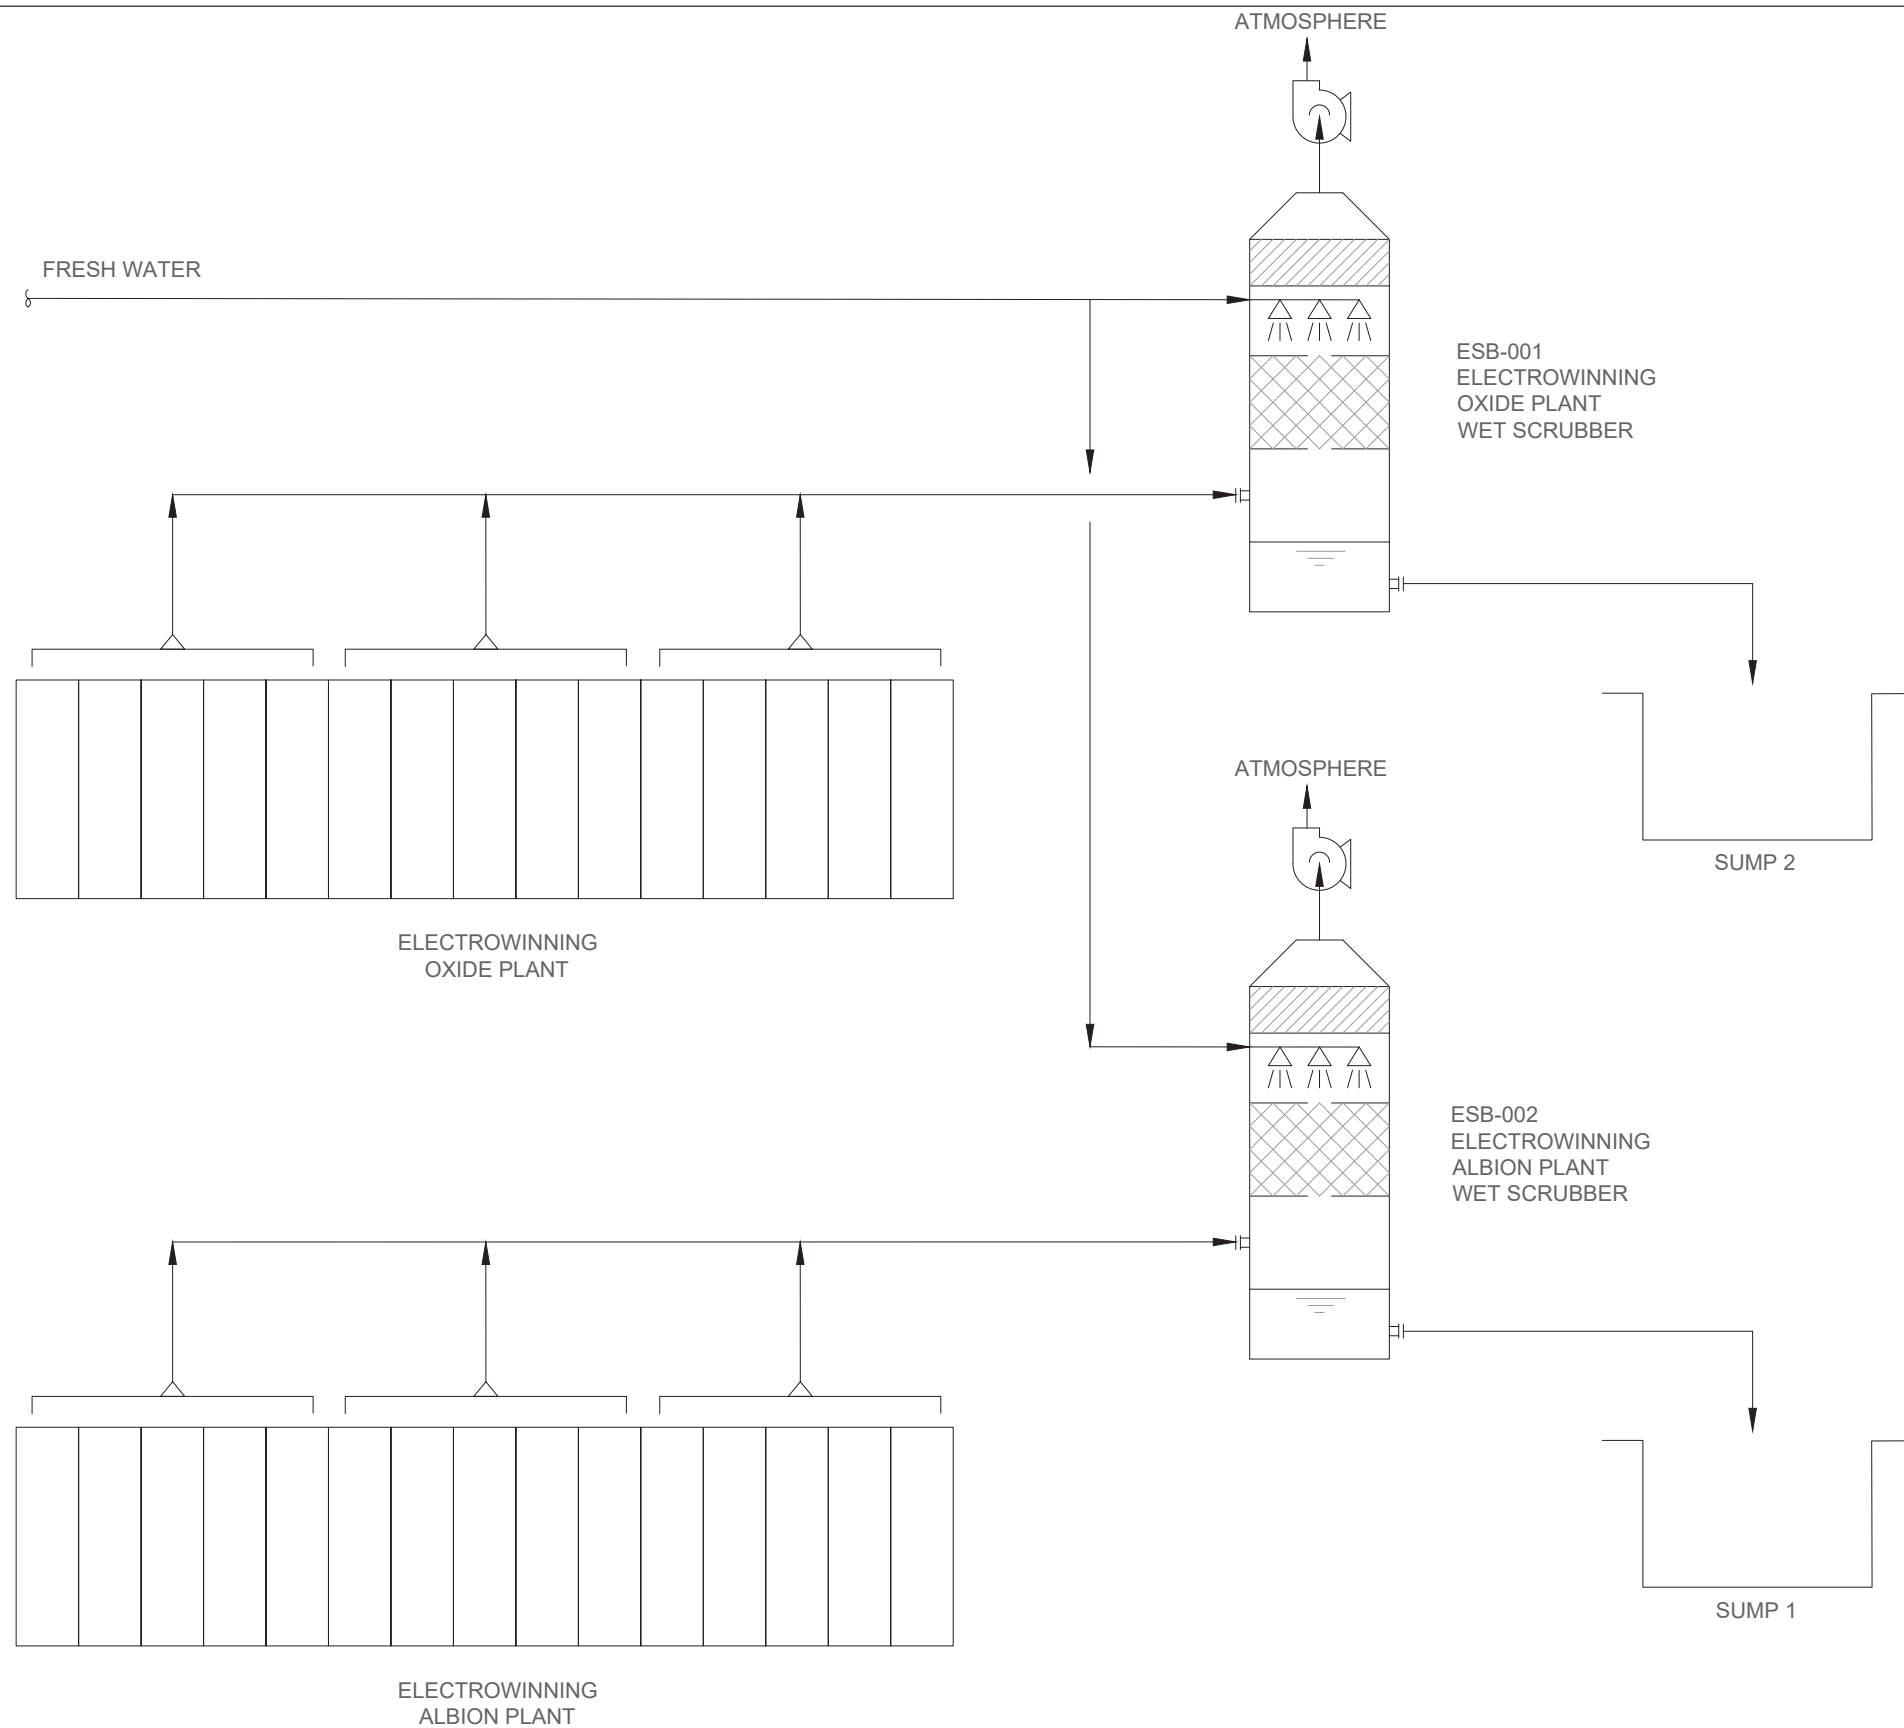 ATMOSPHERE
FRESH WATER
ESB-001
ELECTROWINNING
OXIDE PLANT
WET SCRUBBER
ATMOSPHERE
SUMP 2
ELECTROWINNING
OXIDE PLANT
ESB-002
ELECTROWINNING
ALBION PLANT
WET SCRUBBER
SUMP 1
ELECTROWINNING
ALBION PLANT